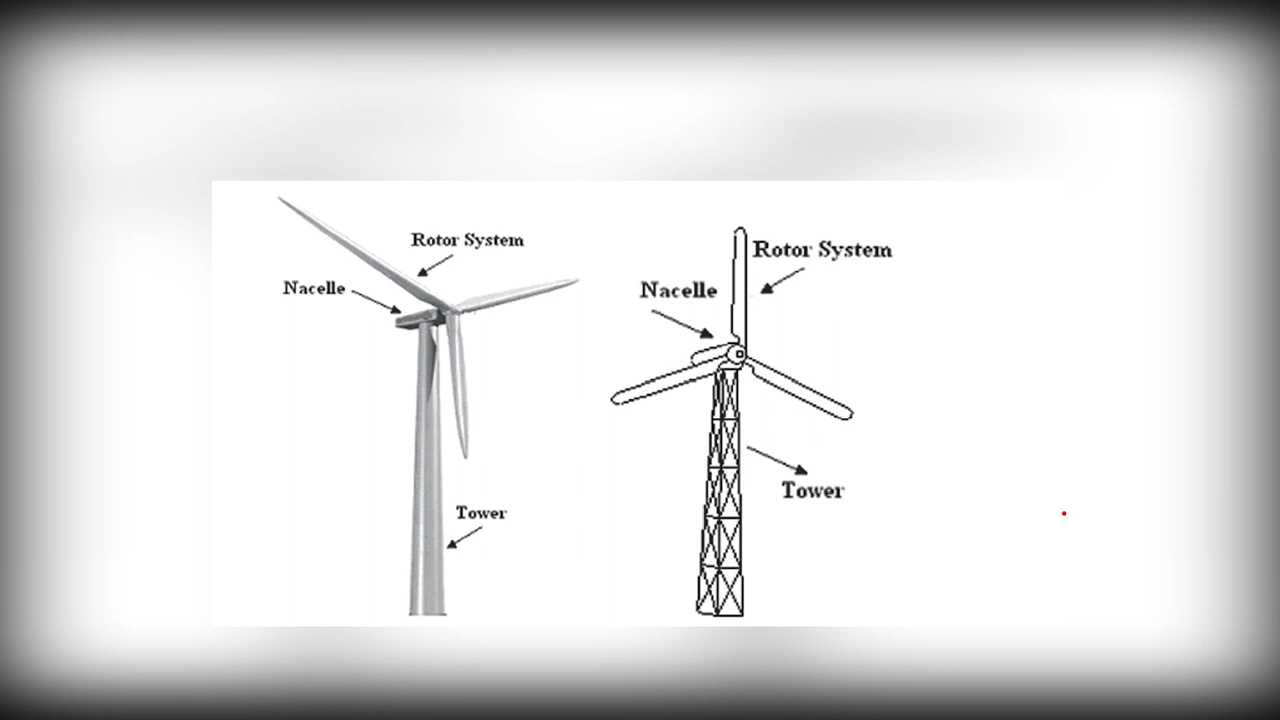 Rotor System
Nacelle
Tower
Rotor System
Nacelle
Tower